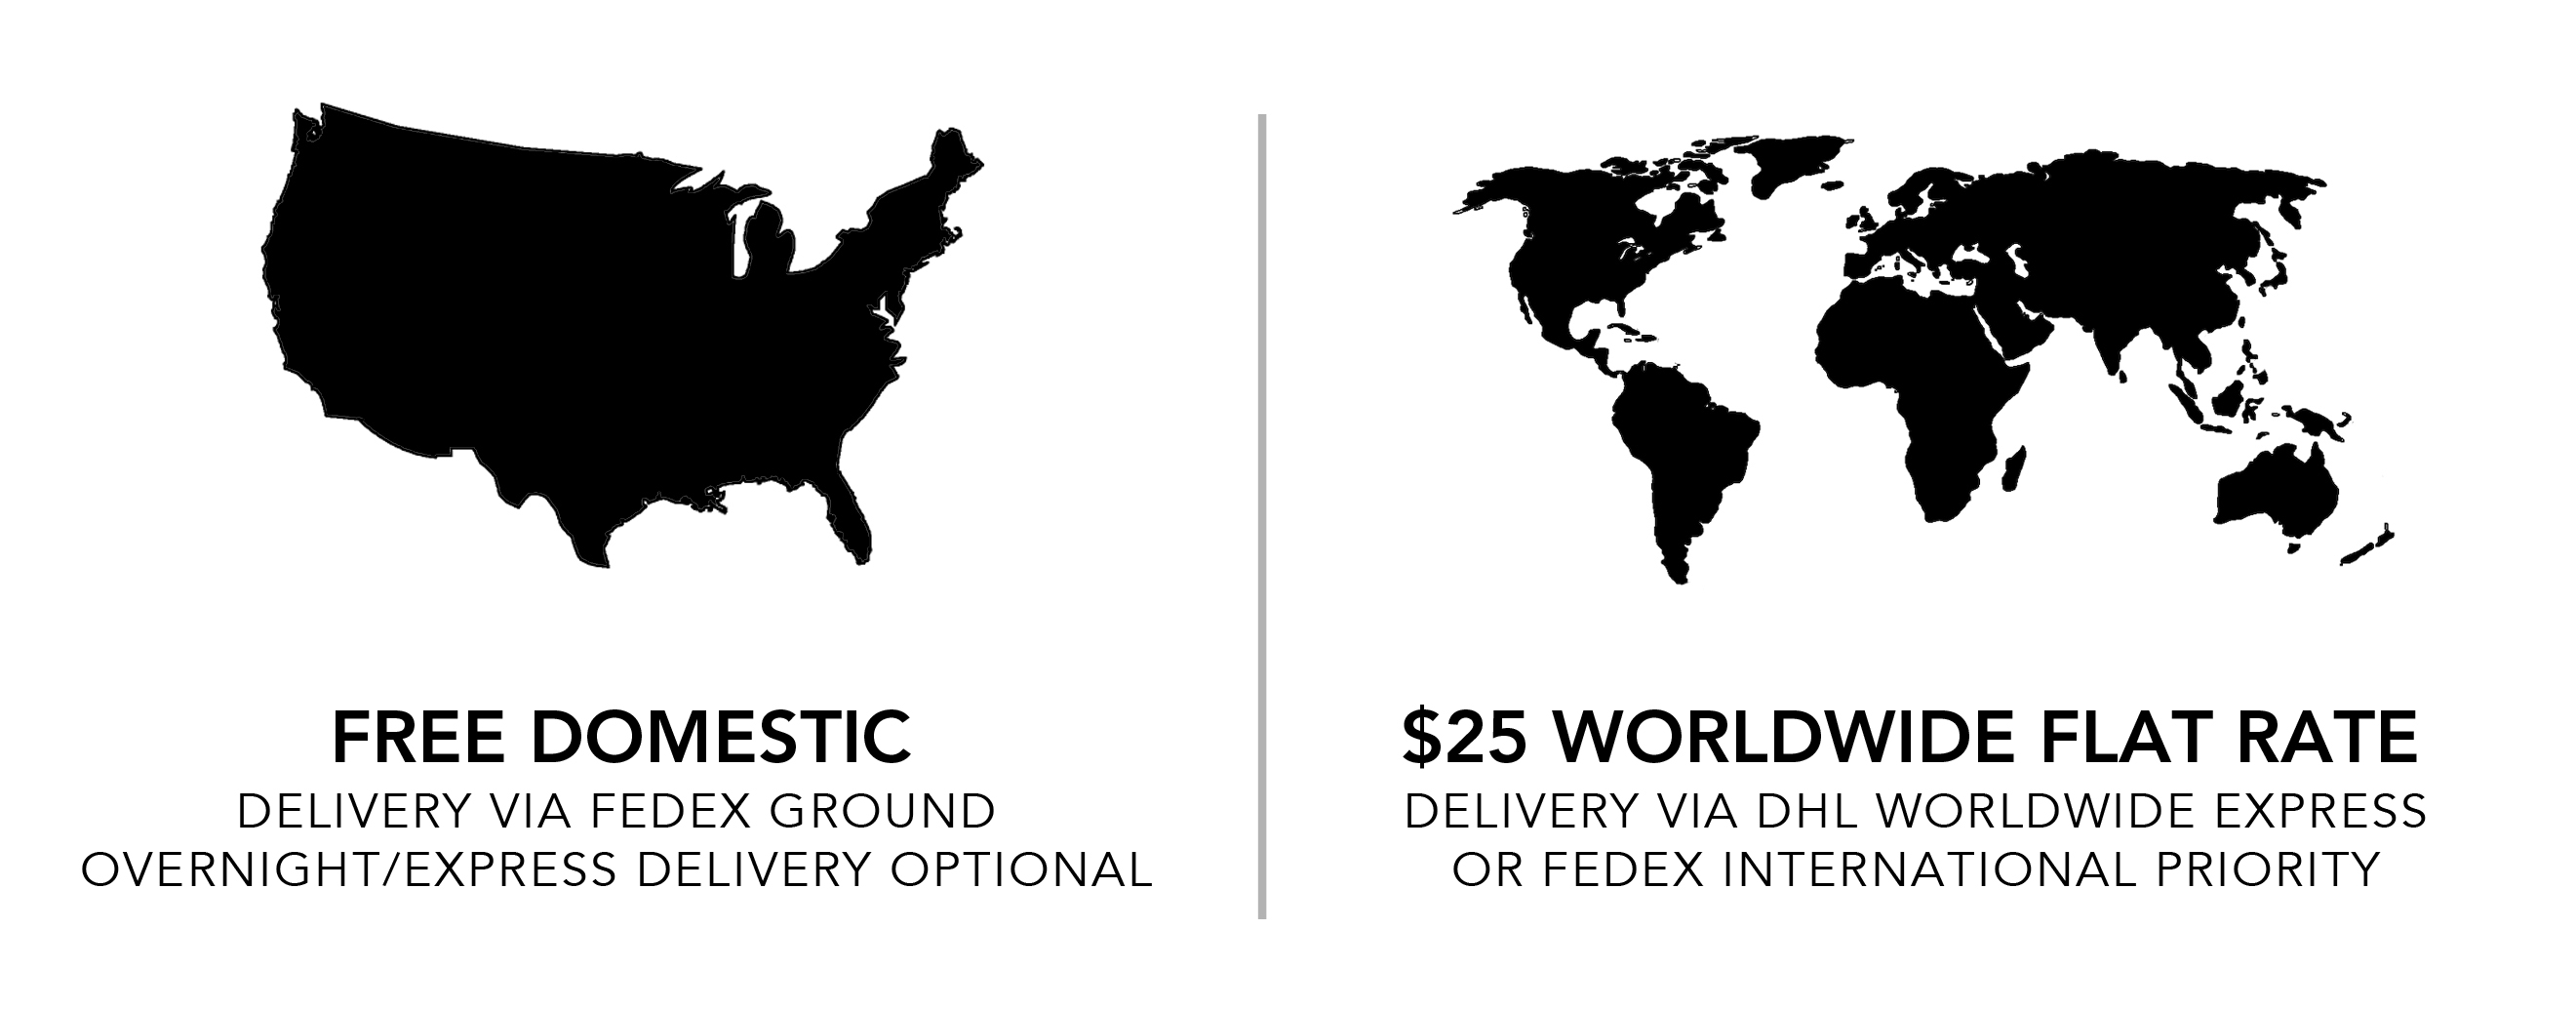 FREE DOMESTIC
DELIVERY VIA FEDEX GROUND
OVERNIGHT/EXPRESS DELIVERY OPTIONAL
$25 WORLDWIDE FLAT RATE
DELIVERY VIA DHL WORLDWIDE EXPRESS
OR FEDEX INTERNATIONAL PRIORITY